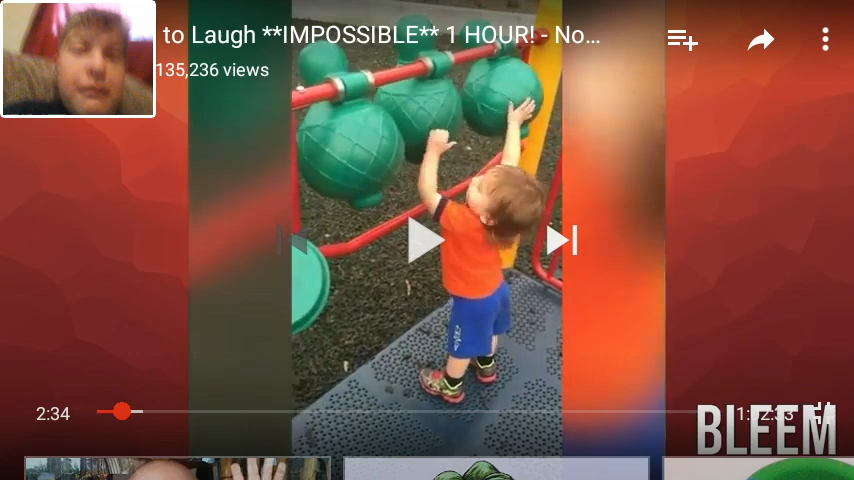 to Laugh **IMPOSSIBLE** 1 HOUR! - No...
135,236 views
2:34
BLEEM